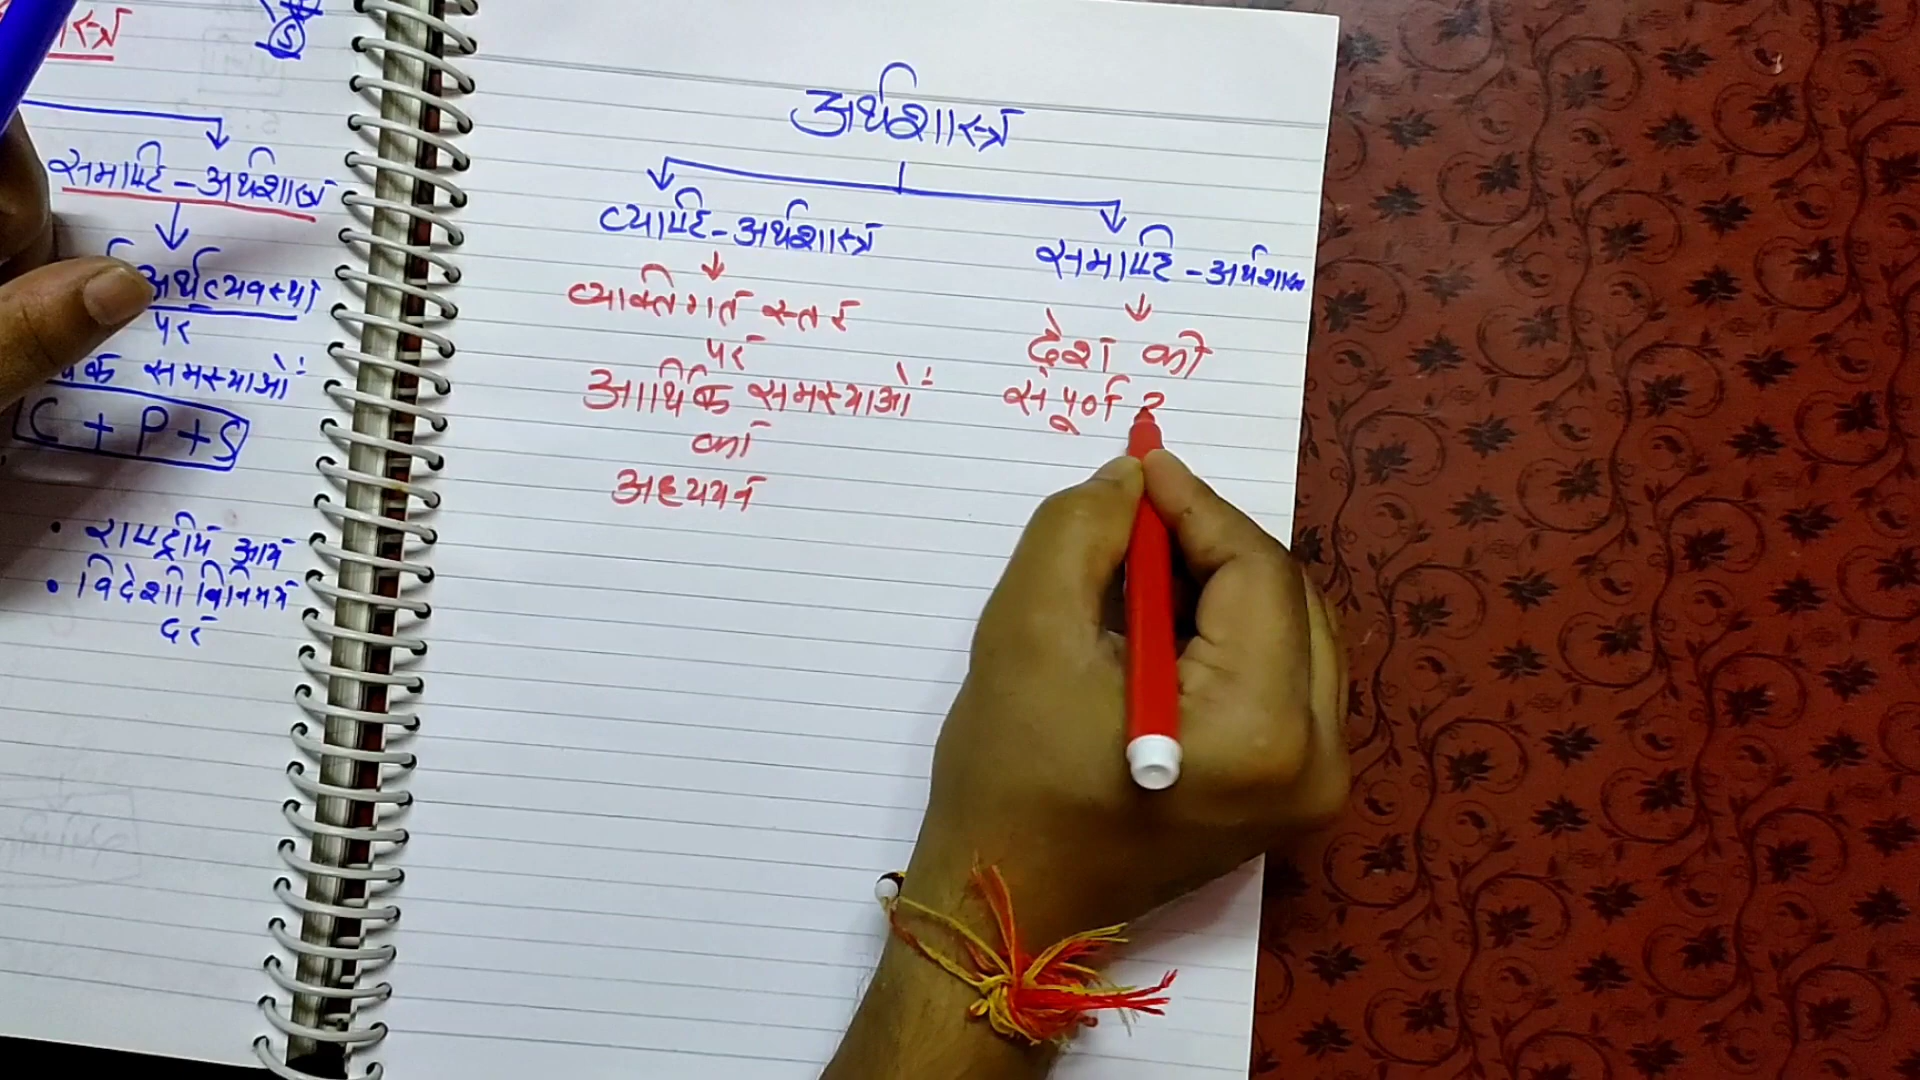 समष्टि - अर्थशास्त्र
अर्थव्यवस्था
पर
समस्याओं
C + P + S
• राष्ट्रीय आय
• विदेशी विनिमय
दर
अर्थशास्त्र
व्यष्टि - अर्थशास्त्र
समष्टि - अर्थशास्त्र
व्यक्तिगत स्तर
पर
आर्थिक समस्याओं
का
अध्ययन
देश की
संपूर्ण